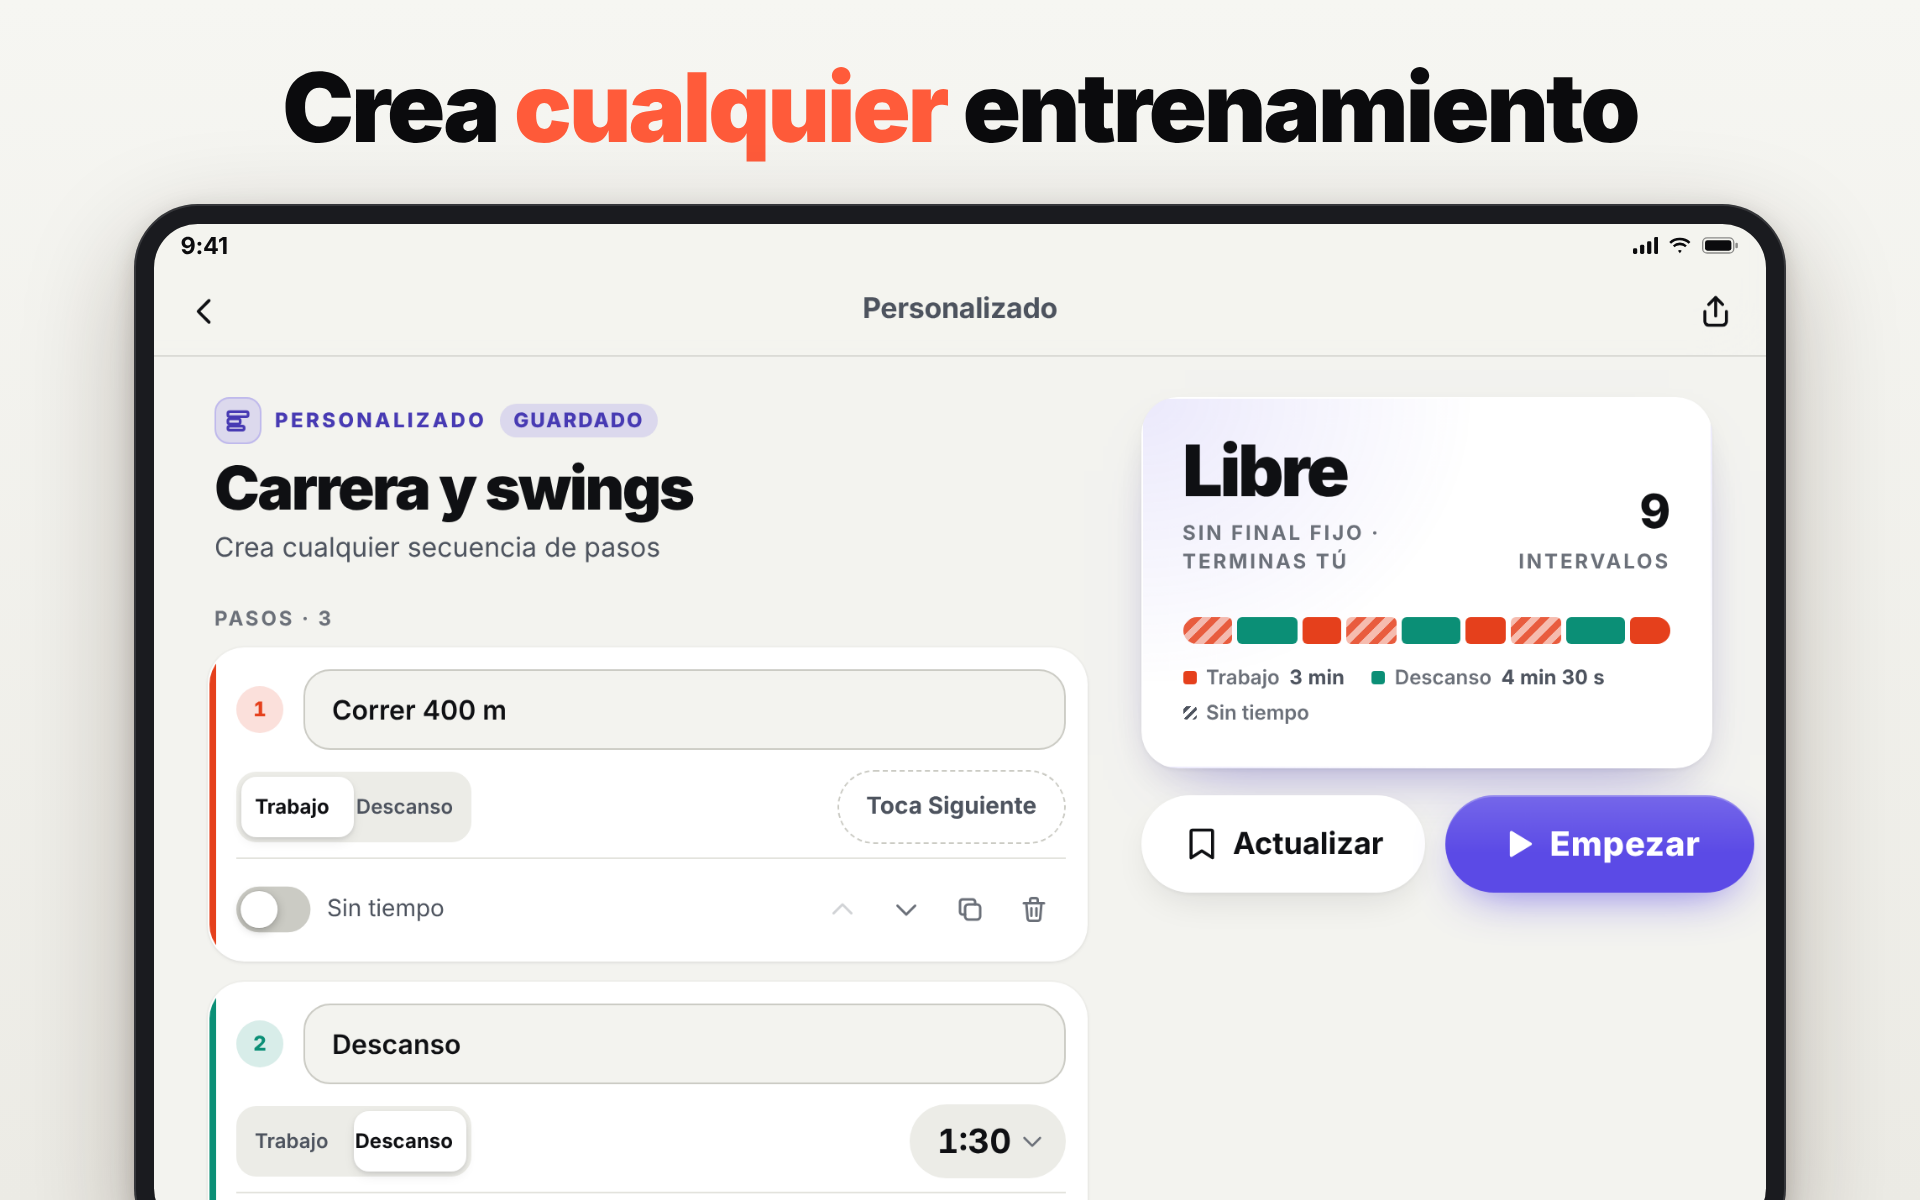 Crea cualquier entrenamiento
9:41
Personalizado
PERSONALIZADO GUARDADO
Carrera y swings
Crea cualquier secuencia de pasos
PASOS · 3
1 Correr 400 m
Trabajo Descanso Toca Siguiente
Sin tiempo
2 Descanso
Trabajo Descanso 1:30
Libre
SIN FINAL FIJO ·
TERMINAS TÚ
9
INTERVALOS
Trabajo 3 min Descanso 4 min 30 s
Sin tiempo
Actualizar Empezar